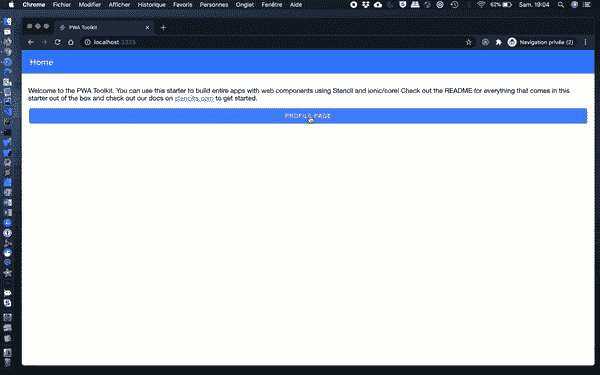 Chrome Fichier Modifier Afficher Historique Favoris Personnes Onglet Fenêtre Aide 62% Sam. 19:04
PWA Toolkit
localhost:3333 Navigation privée (2)
Home
Welcome to the PWA Toolkit. You can use this starter to build entire apps with web components using Stencil and ionic/core! Check out the README for everything that comes in this
starter out of the box and check out our docs on stenciljs.com to get started.
PROFILE PAGE